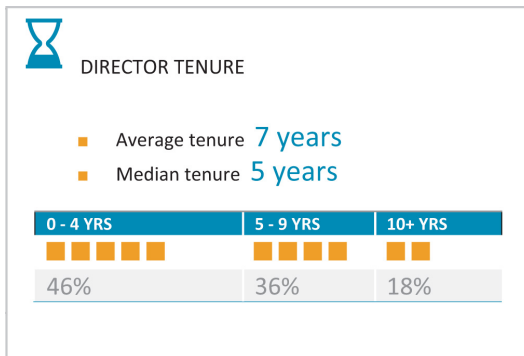 DIRECTOR TENURE
Average tenure 7 years
Median tenure 5 years
0 - 4 YRS 5 - 9 YRS 10+ YRS
46% 36% 18%